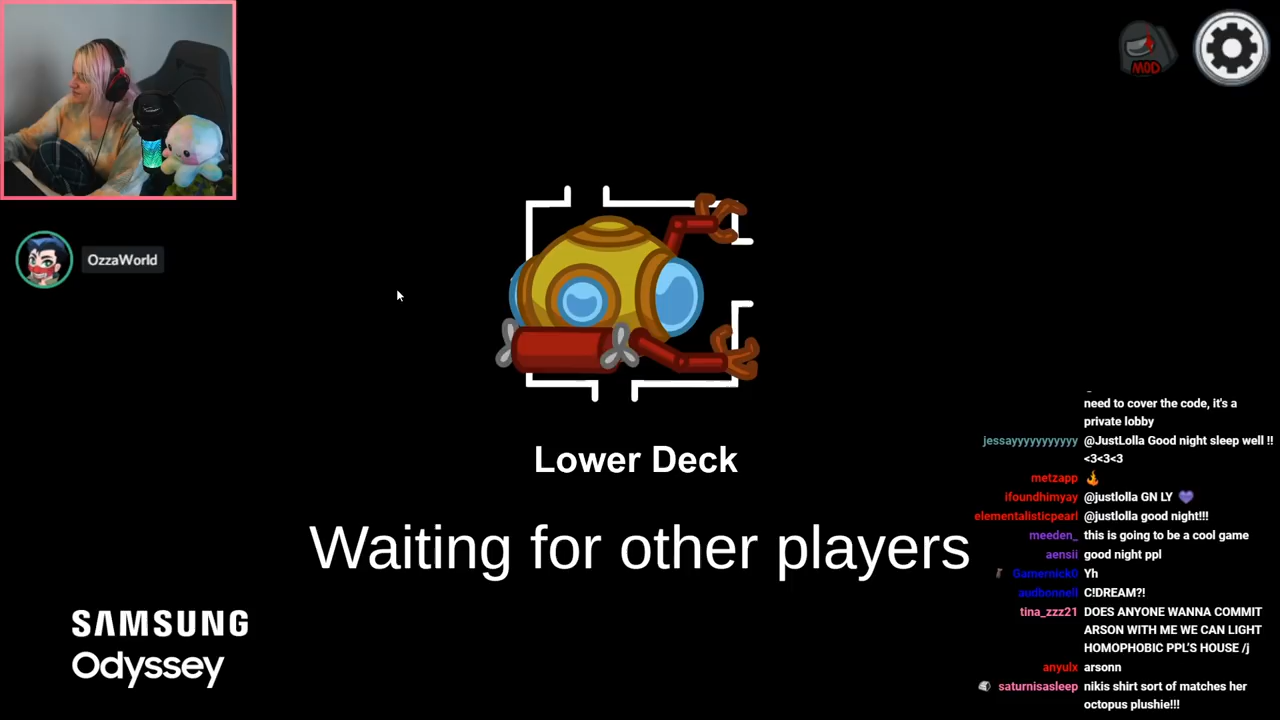 MOD
OzzaWorld
Lower Deck
Waiting for other players
SAMSUNG
Odyssey
need to cover the code, it's a
private lobby
jessayyyyyyyyyyy @JustLolla Good night sleep well !!
<3<3<3
metzapp
ifoundhimyay @justlolla GN LY
elementalisticpearl @justlolla good night!!!
meeden_ this is going to be a cool game
aensii good night ppl
Gamernick0 Yh
audbonnell C!DREAM?!
tina_zzz21 DOES ANYONE WANNA COMMIT
ARSON WITH ME WE CAN LIGHT
HOMOPHOBIC PPL'S HOUSE /j
anyulx arsonn
saturnisasleep nikis shirt sort of matches her
octopus plushie!!!